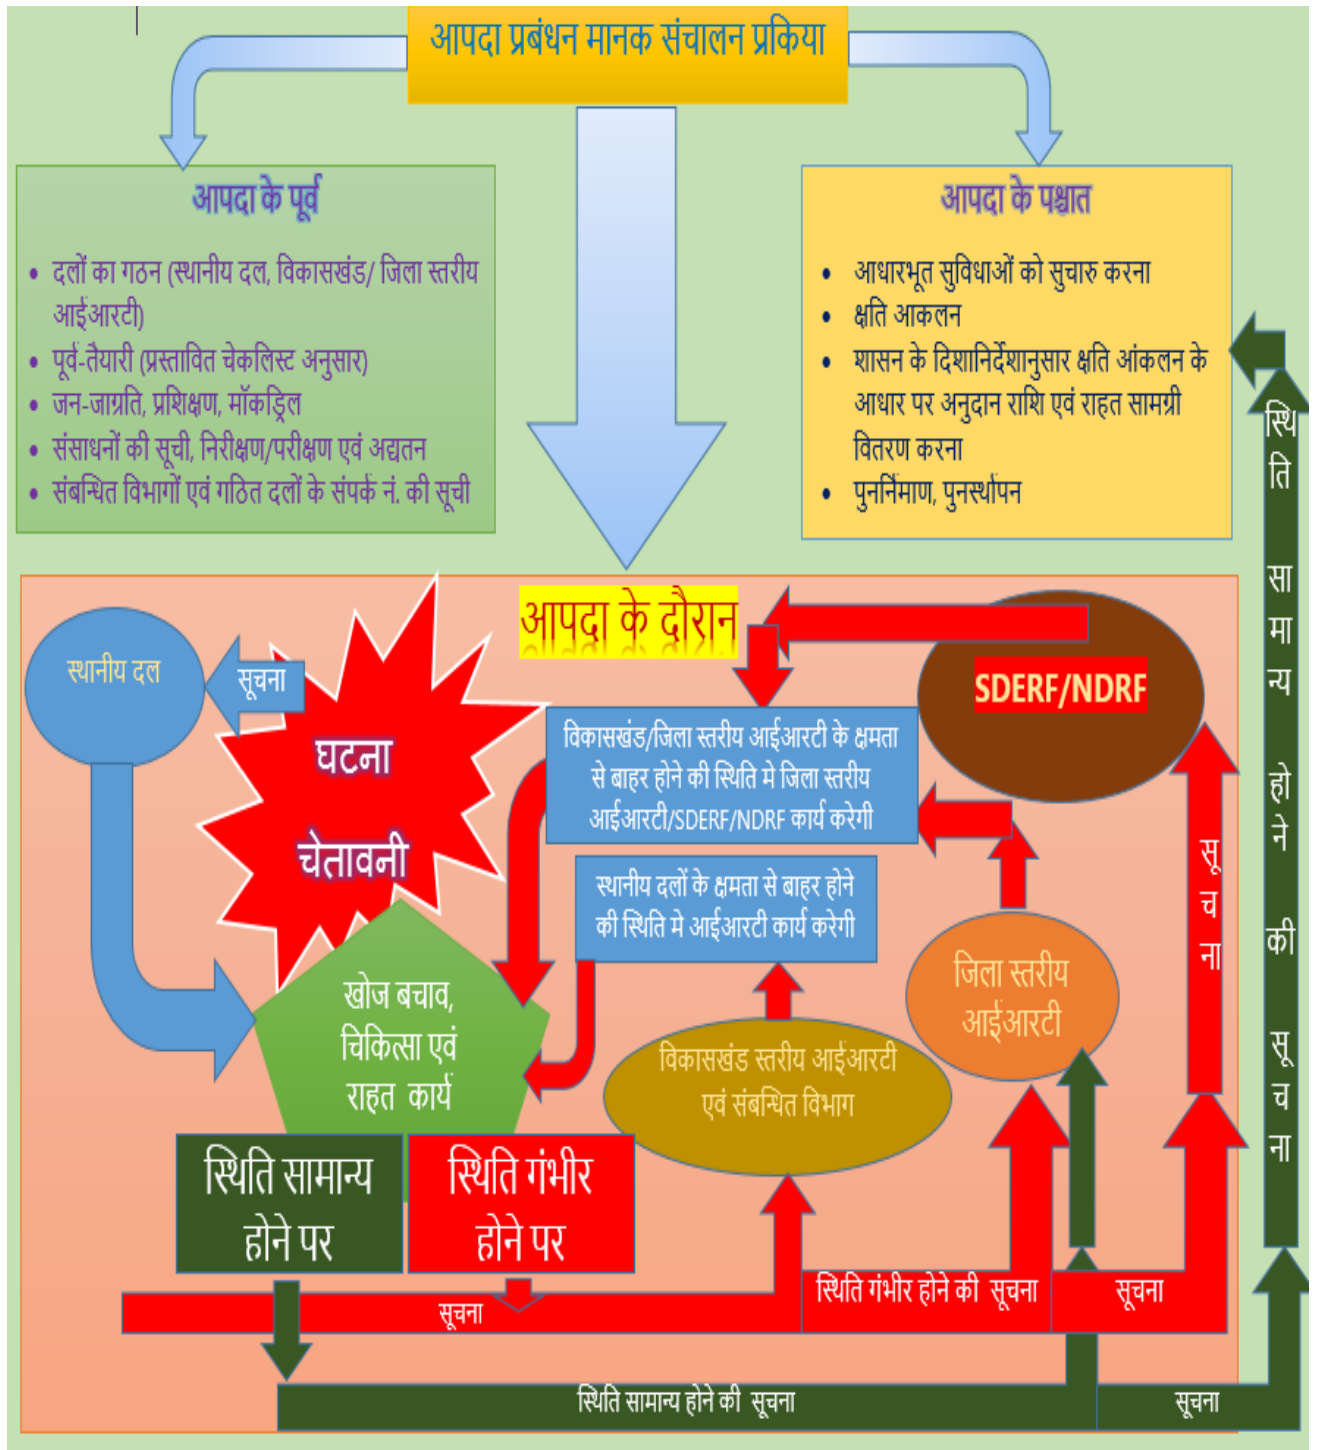 आपदा प्रबंधन मानक संचालन प्रकिया
आपदा के पूर्व
• दलों का गठन (स्थानीय दल, विकासखंड/ जिला स्तरीय
आईआरटी)
• पूर्व-तैयारी (प्रस्तावित चेकलिस्ट अनुसार)
• जन-जाग्रति, प्रशिक्षण, मॉकड्रिल
• संसाधनों की सूची, निरीक्षण/परीक्षण एवं अद्यतन
• संबन्धित विभागों एवं गठित दलों के संपर्क नं. की सूची
आपदा के पश्चात
• आधारभूत सुविधाओं को सुचारु करना
• क्षति आकलन
• शासन के दिशानिर्देशानुसार क्षति आंकलन के
आधार पर अनुदान राशि एवं राहत सामग्री
वितरण करना
• पुनर्निमाण, पुनर्स्थापन
आपदा के दौरान
स्थानीय दल
सूचना
घटना
चेतावनी
SDERF/NDRF
विकासखंड/जिला स्तरीय आईआरटी के क्षमता
से बाहर होने की स्थिति मे जिला स्तरीय
आईआरटी/SDERF/NDRF कार्य करेगी
स्थानीय दलों के क्षमता से बाहर होने
की स्थिति मे आईआरटी कार्य करेगी
जिला स्तरीय
आईआरटी
खोज बचाव,
चिकित्सा एवं
राहत कार्य
विकासखंड स्तरीय आईआरटी
एवं संबन्धित विभाग
सूचना
स्थिति सामान्य होने की सूचना
स्थिति सामान्य
होने पर
स्थिति गंभीर
होने पर
सूचना
स्थिति गंभीर होने की सूचना
सूचना
स्थिति सामान्य होने की सूचना
सूचना